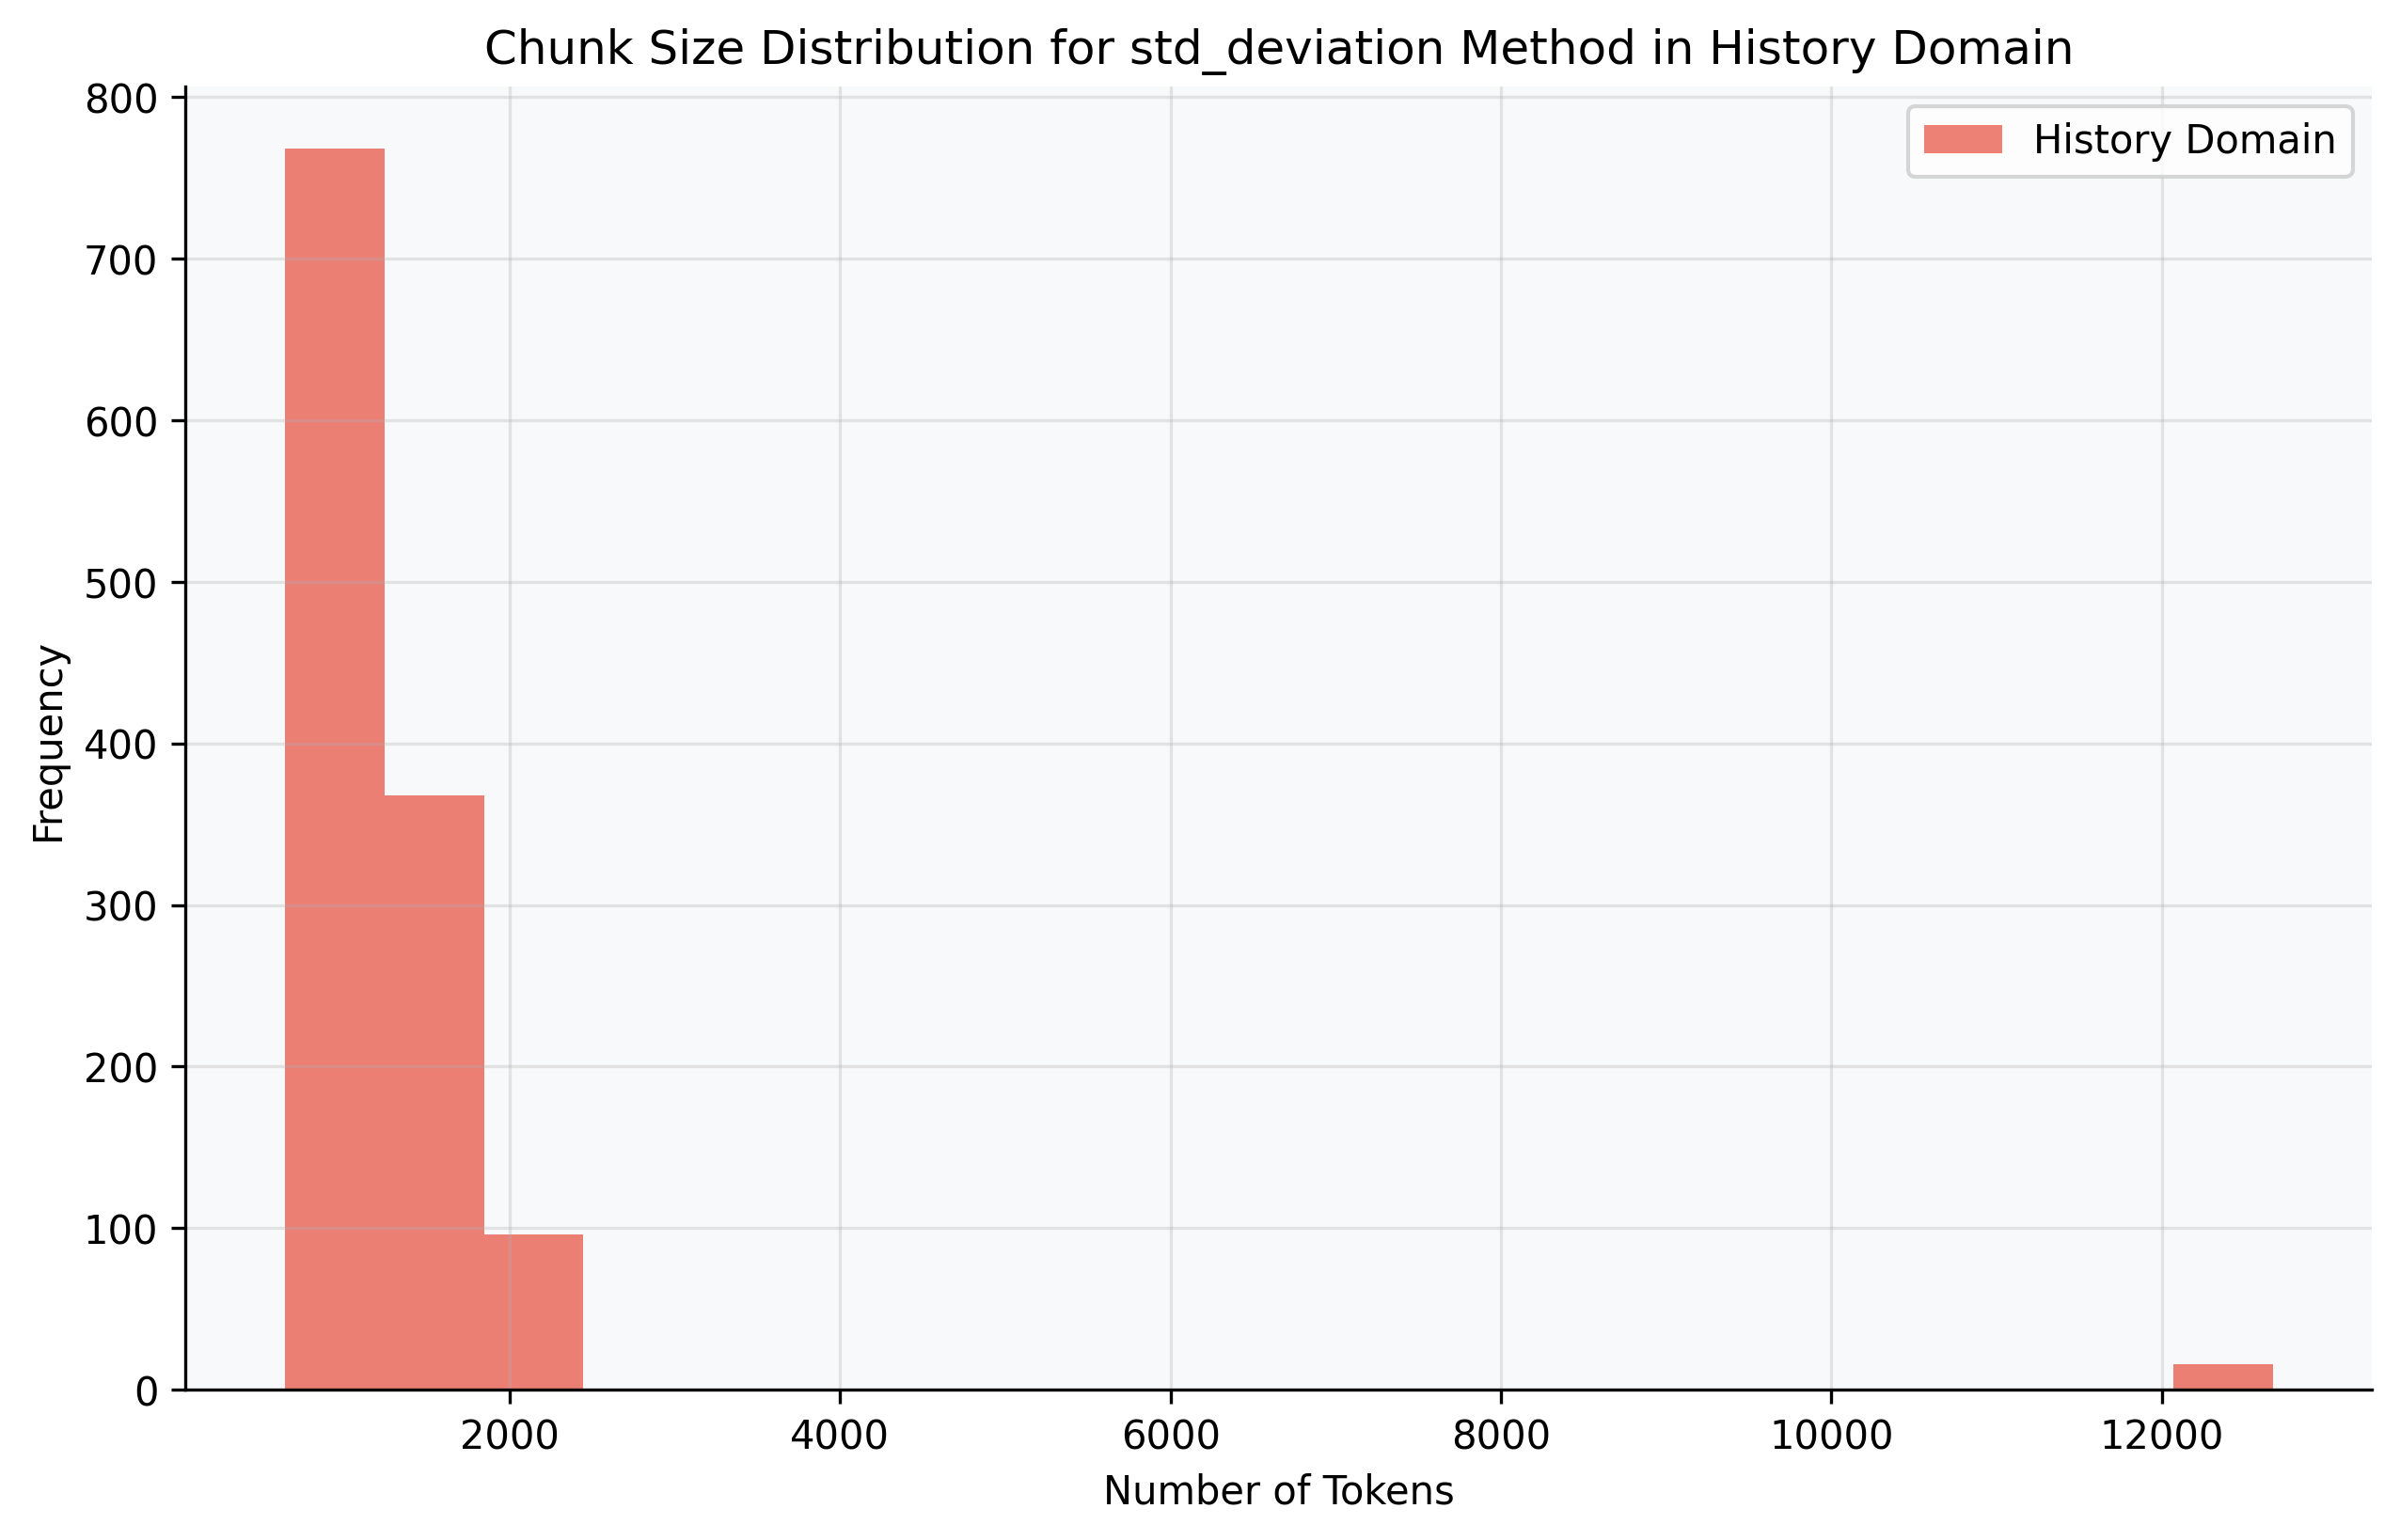 Chunk Size Distribution for std_deviation Method in History Domain
History Domain
Frequency
800
700
600
500
400
300
200
100
0
2000 4000 6000 8000 10000 12000
Number of Tokens